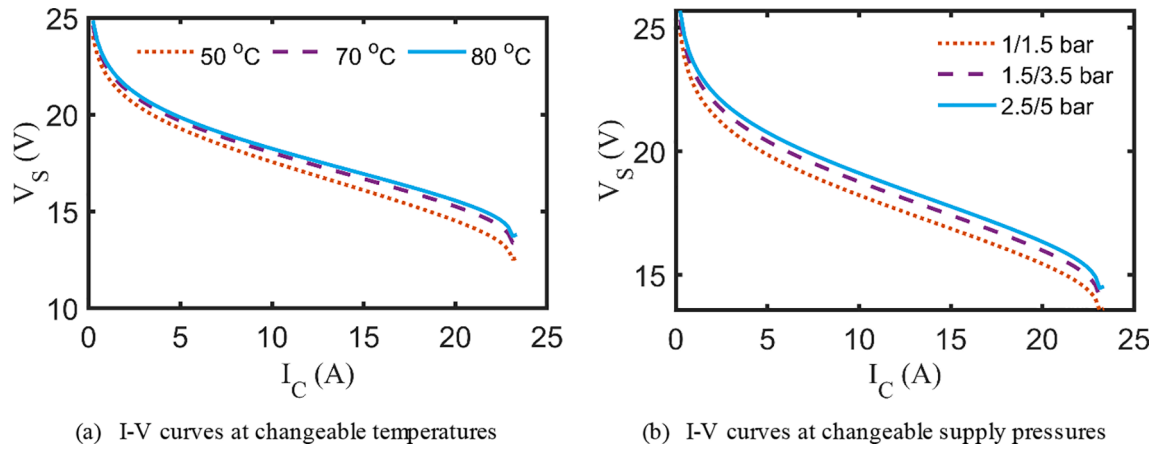 25
20
15
10
V_S (V)
50 °C
70 °C
80 °C
0
5
10
15
20
25
I_C (A)
(a) I-V curves at changeable temperatures
25
20
15
V_S (V)
1/1.5 bar
1.5/3.5 bar
2.5/5 bar
0
5
10
15
20
25
I_C (A)
(b) I-V curves at changeable supply pressures